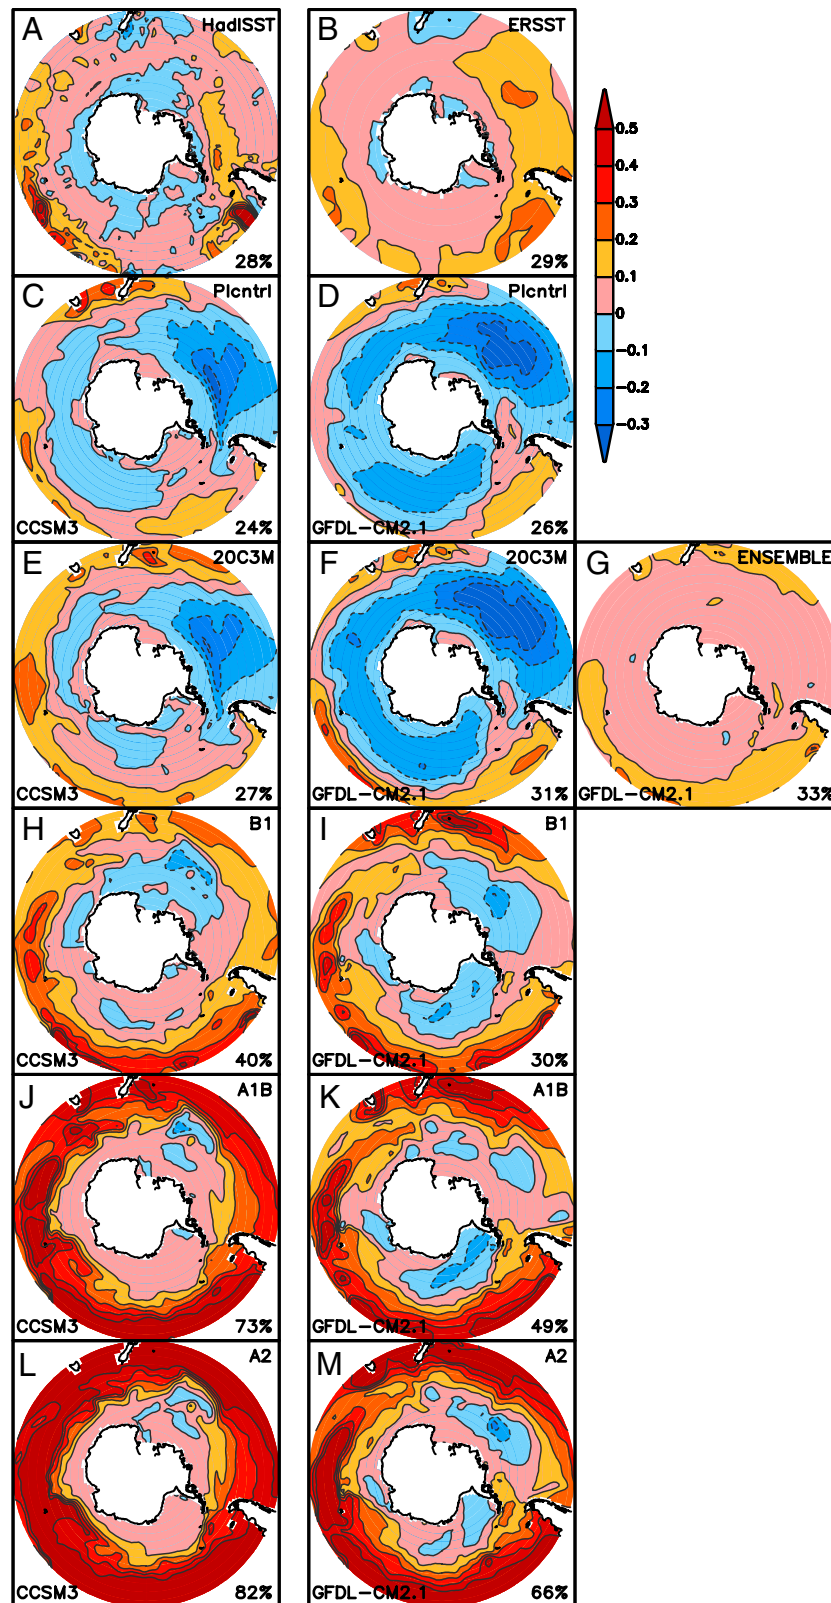 A HadISST
28%
B ERSST
29%
0.5
0.4
0.3
0.2
0.1
0
-0.1
-0.2
-0.3
C PIcntrl
CCSM3 24%
D PIcntrl
GFDL-CM2.1 26%
E 20C3M
CCSM3 27%
F 20C3M
GFDL-CM2.1 31%
G ENSEMBLE
GFDL-CM2.1 33%
H B1
CCSM3 40%
I B1
GFDL-CM2.1 30%
J A1B
CCSM3 73%
K A1B
GFDL-CM2.1 49%
L A2
CCSM3 82%
M A2
GFDL-CM2.1 66%